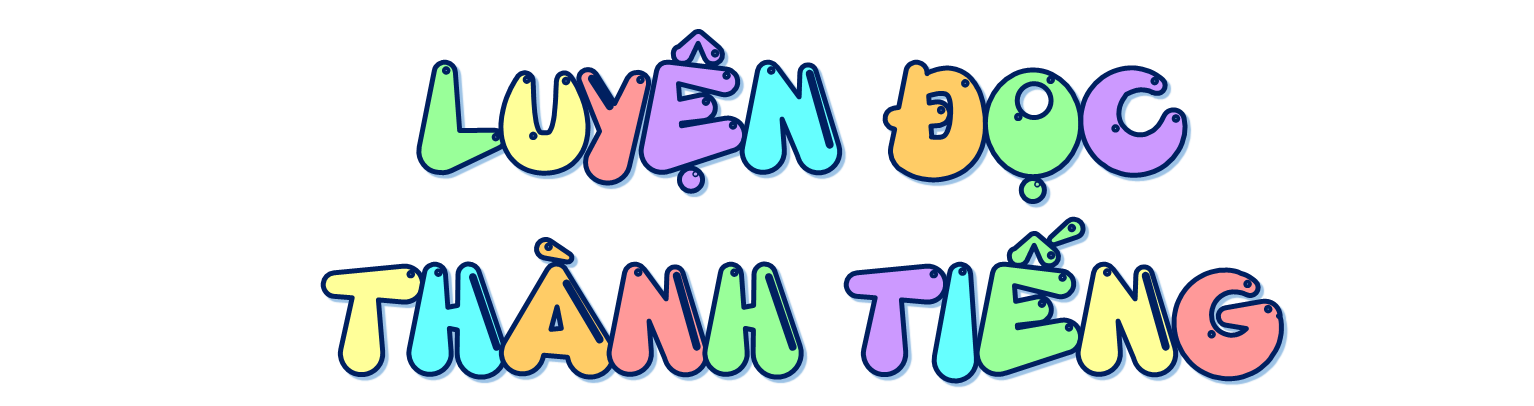 LUYỆN ĐỌC
THÀNH TIẾNG